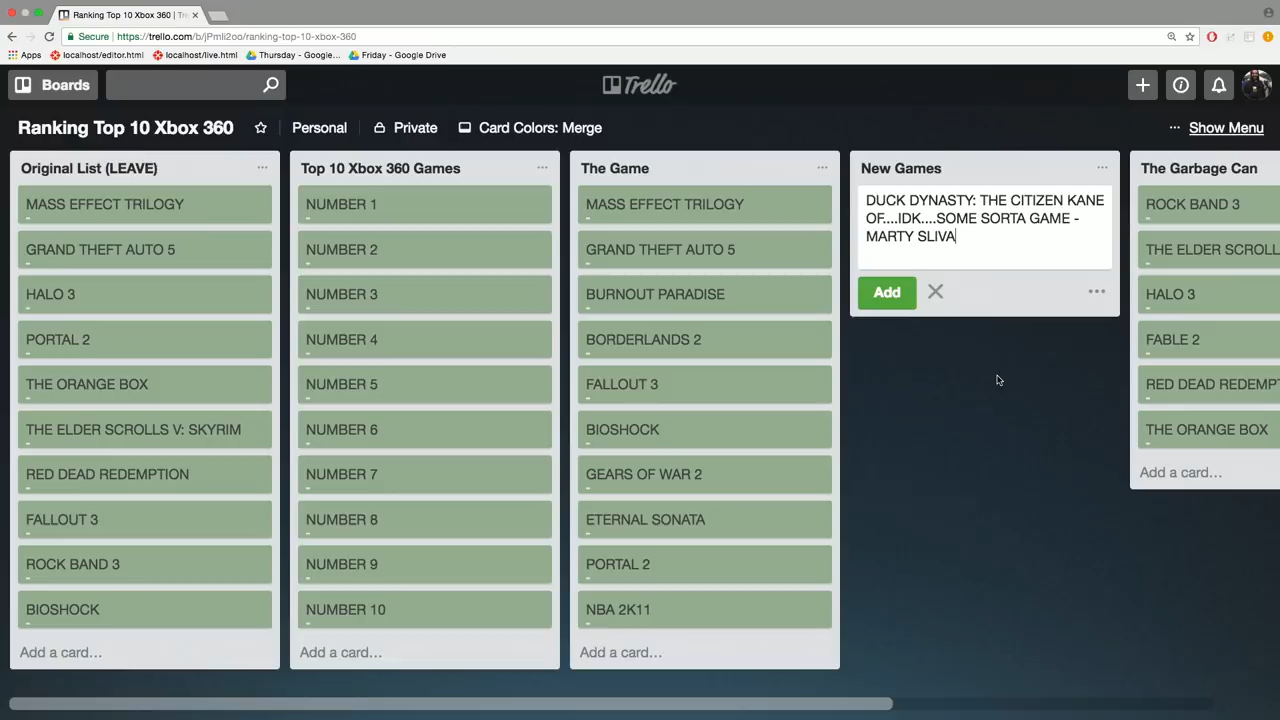 Ranking Top 10 Xbox 360 | Tre
Secure | https://trello.com/b/jPmli2oo/ranking-top-10-xbox-360
Apps localhost/editor.html localhost/live.html Thursday - Google... Friday - Google Drive
Boards
Trello
Ranking Top 10 Xbox 360 Personal Private Card Colors: Merge ... Show Menu
Original List (LEAVE)
MASS EFFECT TRILOGY
GRAND THEFT AUTO 5
HALO 3
PORTAL 2
THE ORANGE BOX
THE ELDER SCROLLS V: SKYRIM
RED DEAD REDEMPTION
FALLOUT 3
ROCK BAND 3
BIOSHOCK
Add a card...
Top 10 Xbox 360 Games
NUMBER 1
NUMBER 2
NUMBER 3
NUMBER 4
NUMBER 5
NUMBER 6
NUMBER 7
NUMBER 8
NUMBER 9
NUMBER 10
Add a card...
The Game
MASS EFFECT TRILOGY
GRAND THEFT AUTO 5
BURNOUT PARADISE
BORDERLANDS 2
FALLOUT 3
BIOSHOCK
GEARS OF WAR 2
ETERNAL SONATA
PORTAL 2
NBA 2K11
Add a card...
New Games
DUCK DYNASTY: THE CITIZEN KANE
OF....IDK....SOME SORTA GAME -
MARTY SLIVA
Add
The Garbage Can
ROCK BAND 3
THE ELDER SCROLL
HALO 3
FABLE 2
RED DEAD REDEMPT
THE ORANGE BOX
Add a card...